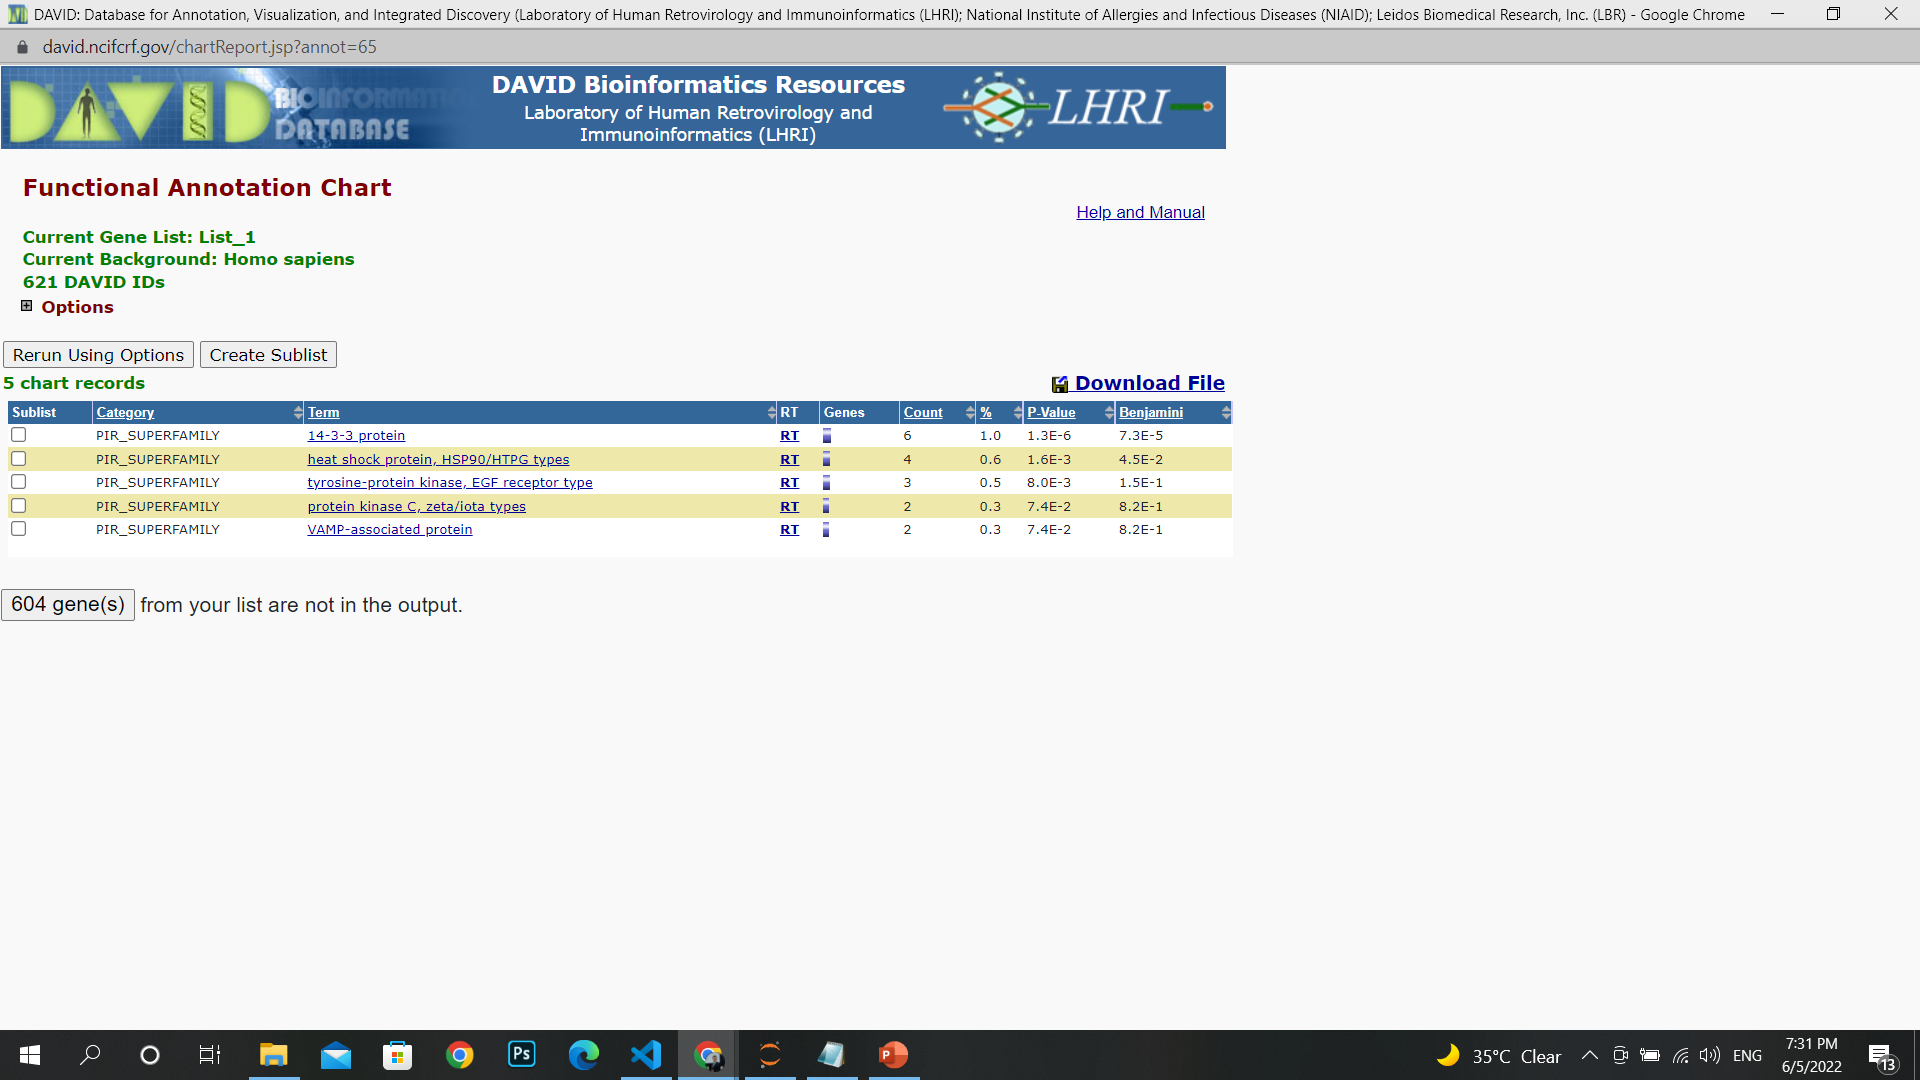 DAVID: Database for Annotation, Visualization, and Integrated Discovery (Laboratory of Human Retrovirology and Immunoinformatics (LHRI); National Institute of Allergies and Infectious Diseases (NIAID); Leidos Biomedical Research, Inc. (LBR) - Google Chrome
david.ncifcrf.gov/chartReport.jsp?annot=65
DAVID BIOINFORMATICS DATABASE
DAVID Bioinformatics Resources
Laboratory of Human Retrovirology and
Immunoinformatics (LHRI)
LHRI
Functional Annotation Chart
Help and Manual
Current Gene List: List_1
Current Background: Homo sapiens
621 DAVID IDs
Options
Rerun Using Options Create Sublist
5 chart records Download File
Sublist Category Term RT Genes Count % P-Value Benjamini
PIR_SUPERFAMILY 14-3-3 protein RT 6 1.0 1.3E-6 7.3E-5
PIR_SUPERFAMILY heat shock protein, HSP90/HTPG types RT 4 0.6 1.6E-3 4.5E-2
PIR_SUPERFAMILY tyrosine-protein kinase, EGF receptor type RT 3 0.5 8.0E-3 1.5E-1
PIR_SUPERFAMILY protein kinase C, zeta/iota types RT 2 0.3 7.4E-2 8.2E-1
PIR_SUPERFAMILY VAMP-associated protein RT 2 0.3 7.4E-2 8.2E-1
604 gene(s) from your list are not in the output.
Ps
P
35°C Clear
ENG
7:31 PM
6/5/2022
13